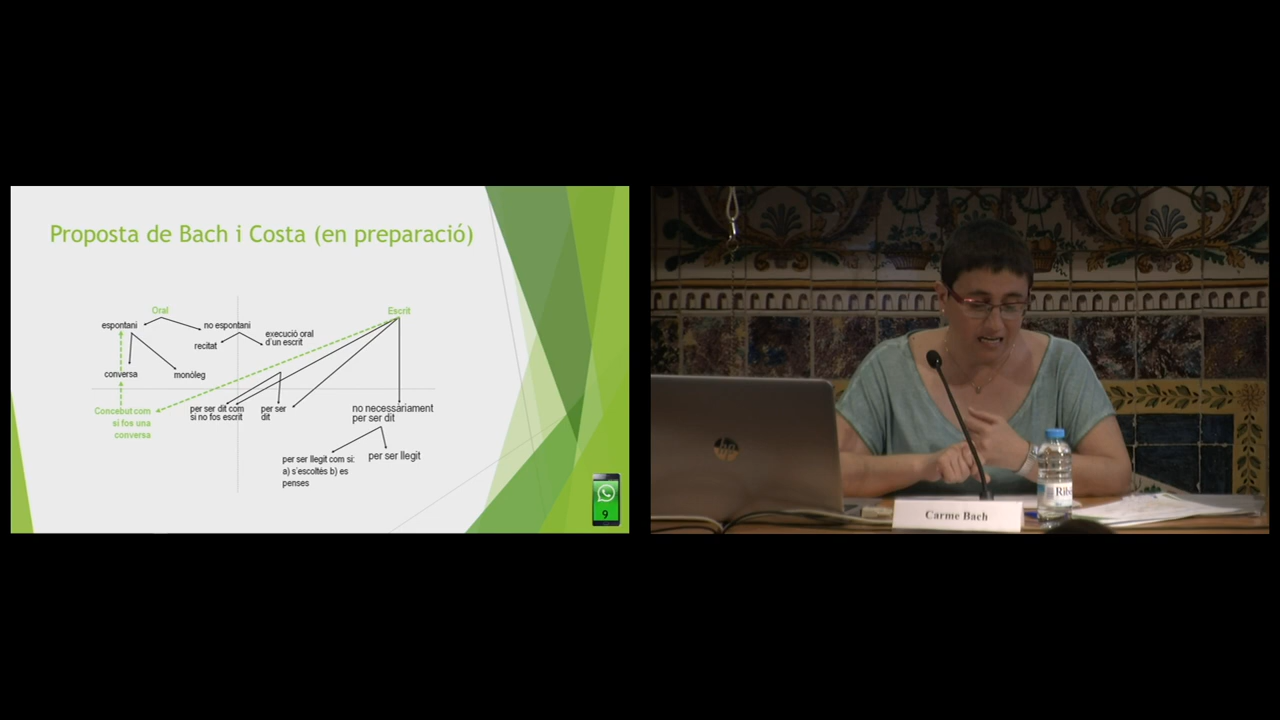 Proposta de Bach i Costa (en preparació)
Oral
Escrit
espontani
no espontani
recitat
execució oral
d'un escrit
conversa
monòleg
Concebut com
si fos una
conversa
per ser dit com
si no fos escrit
per ser
dit
no necessàriament
per ser dit
per ser llegit com si:
a) s'escoltés b) es
penses
per ser llegit
9
hp
Carme Bach